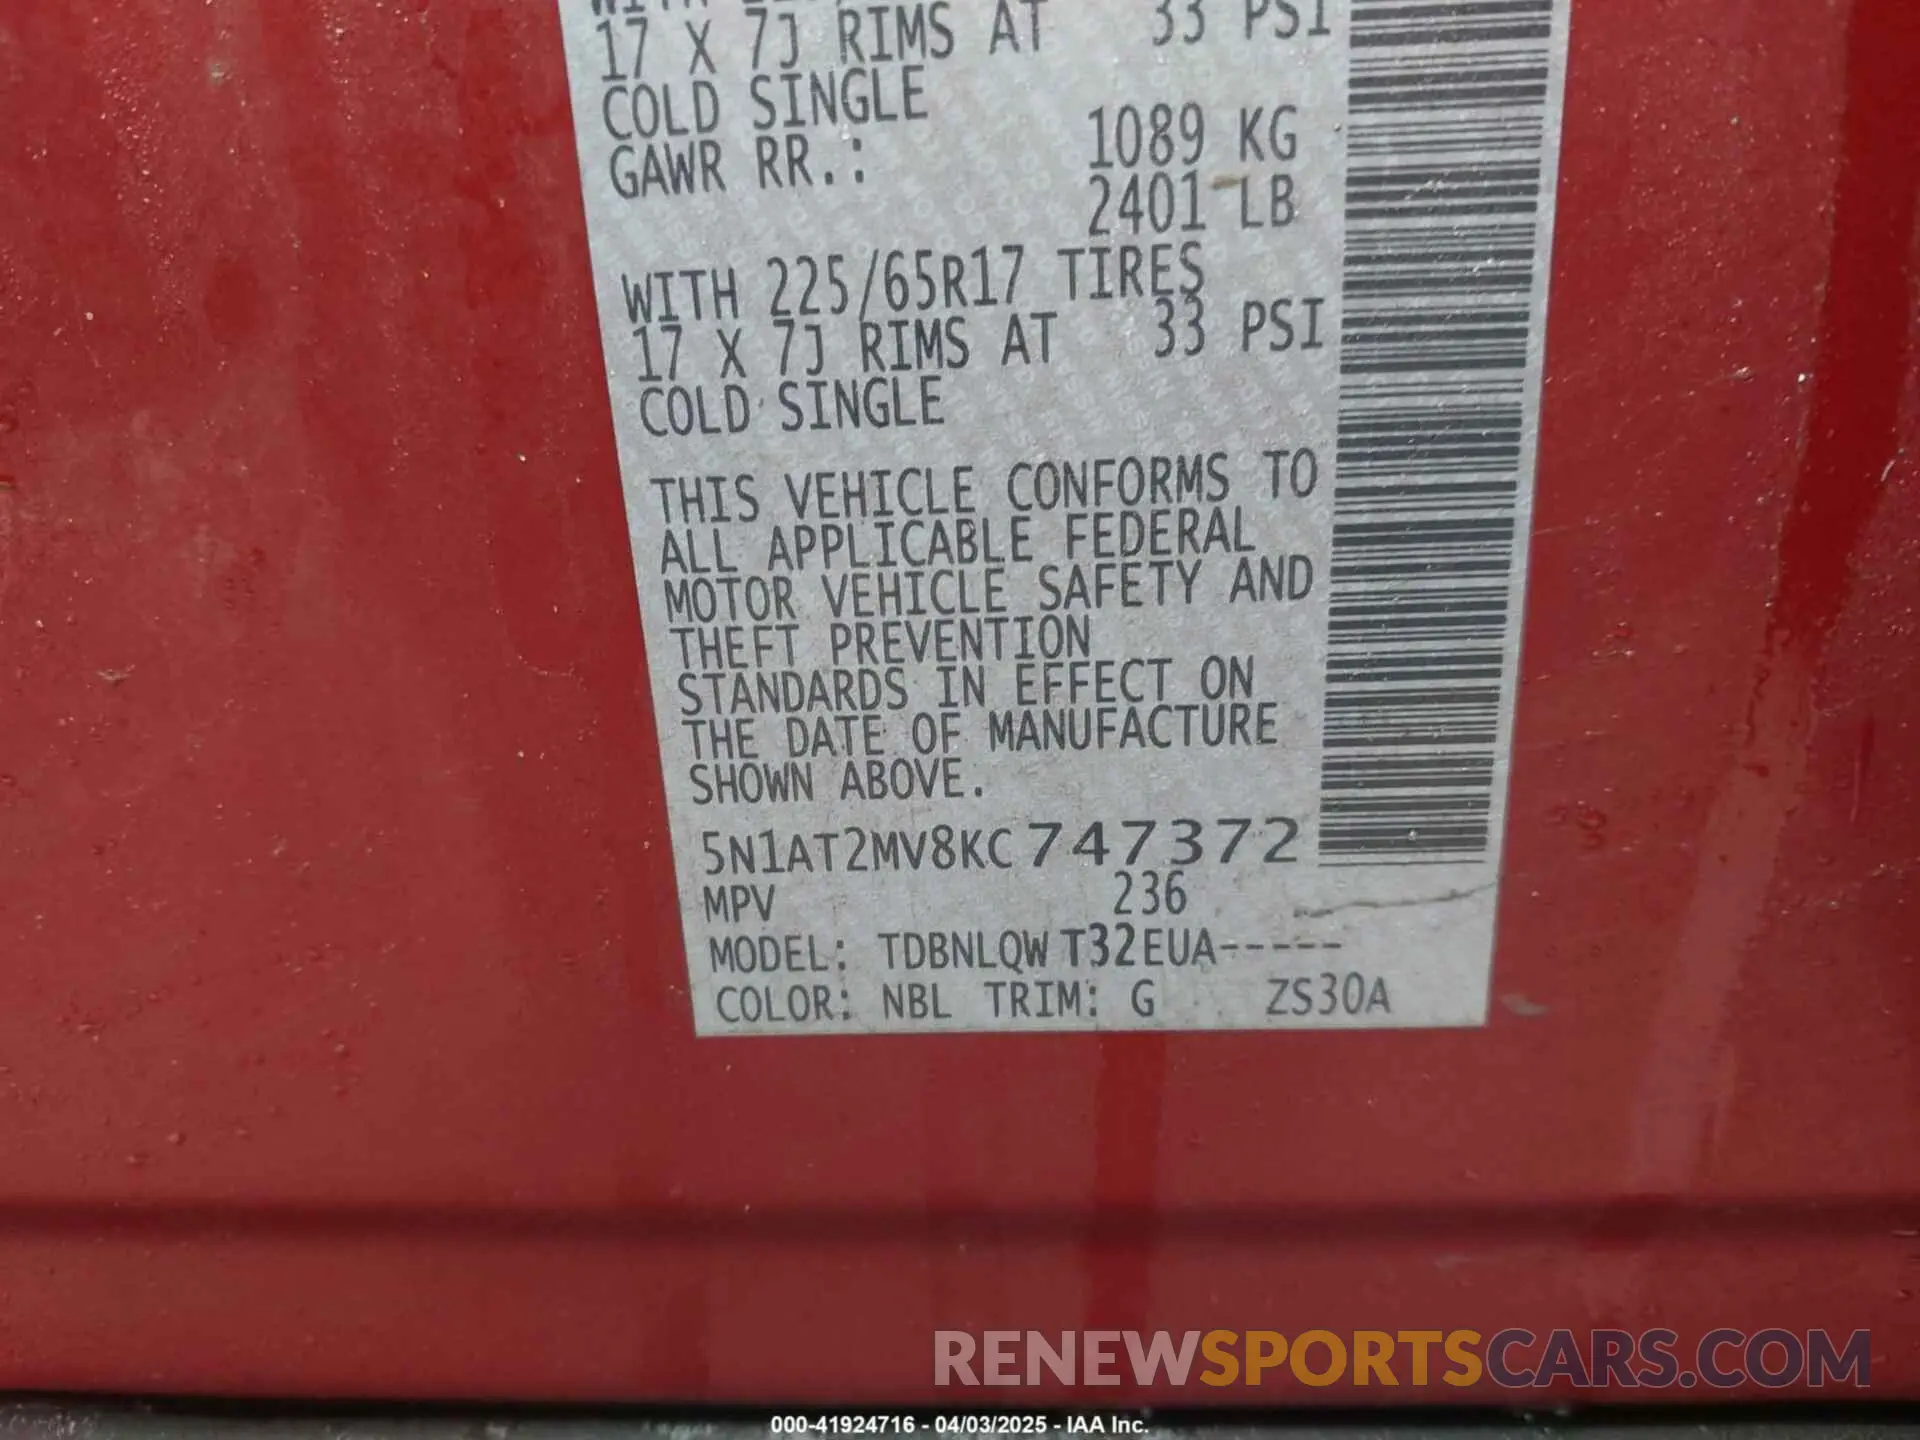 17 X 7J RIMS AT 33 PSI
COLD SINGLE
GAWR RR.: 1089 KG
2401 LB
WITH 225/65R17 TIRES
17 X 7J RIMS AT 33 PSI
COLD SINGLE
THIS VEHICLE CONFORMS TO
ALL APPLICABLE FEDERAL
MOTOR VEHICLE SAFETY AND
THEFT PREVENTION
STANDARDS IN EFFECT ON
THE DATE OF MANUFACTURE
SHOWN ABOVE.
5N1AT2MV8KC747372
MPV 236
MODEL: TDBNLQW T32EUA-----
COLOR: NBL TRIM: G ZS30A
RENEWSPORTSCARS.COM
000-41924716 - 04/03/2025 - IAA Inc.